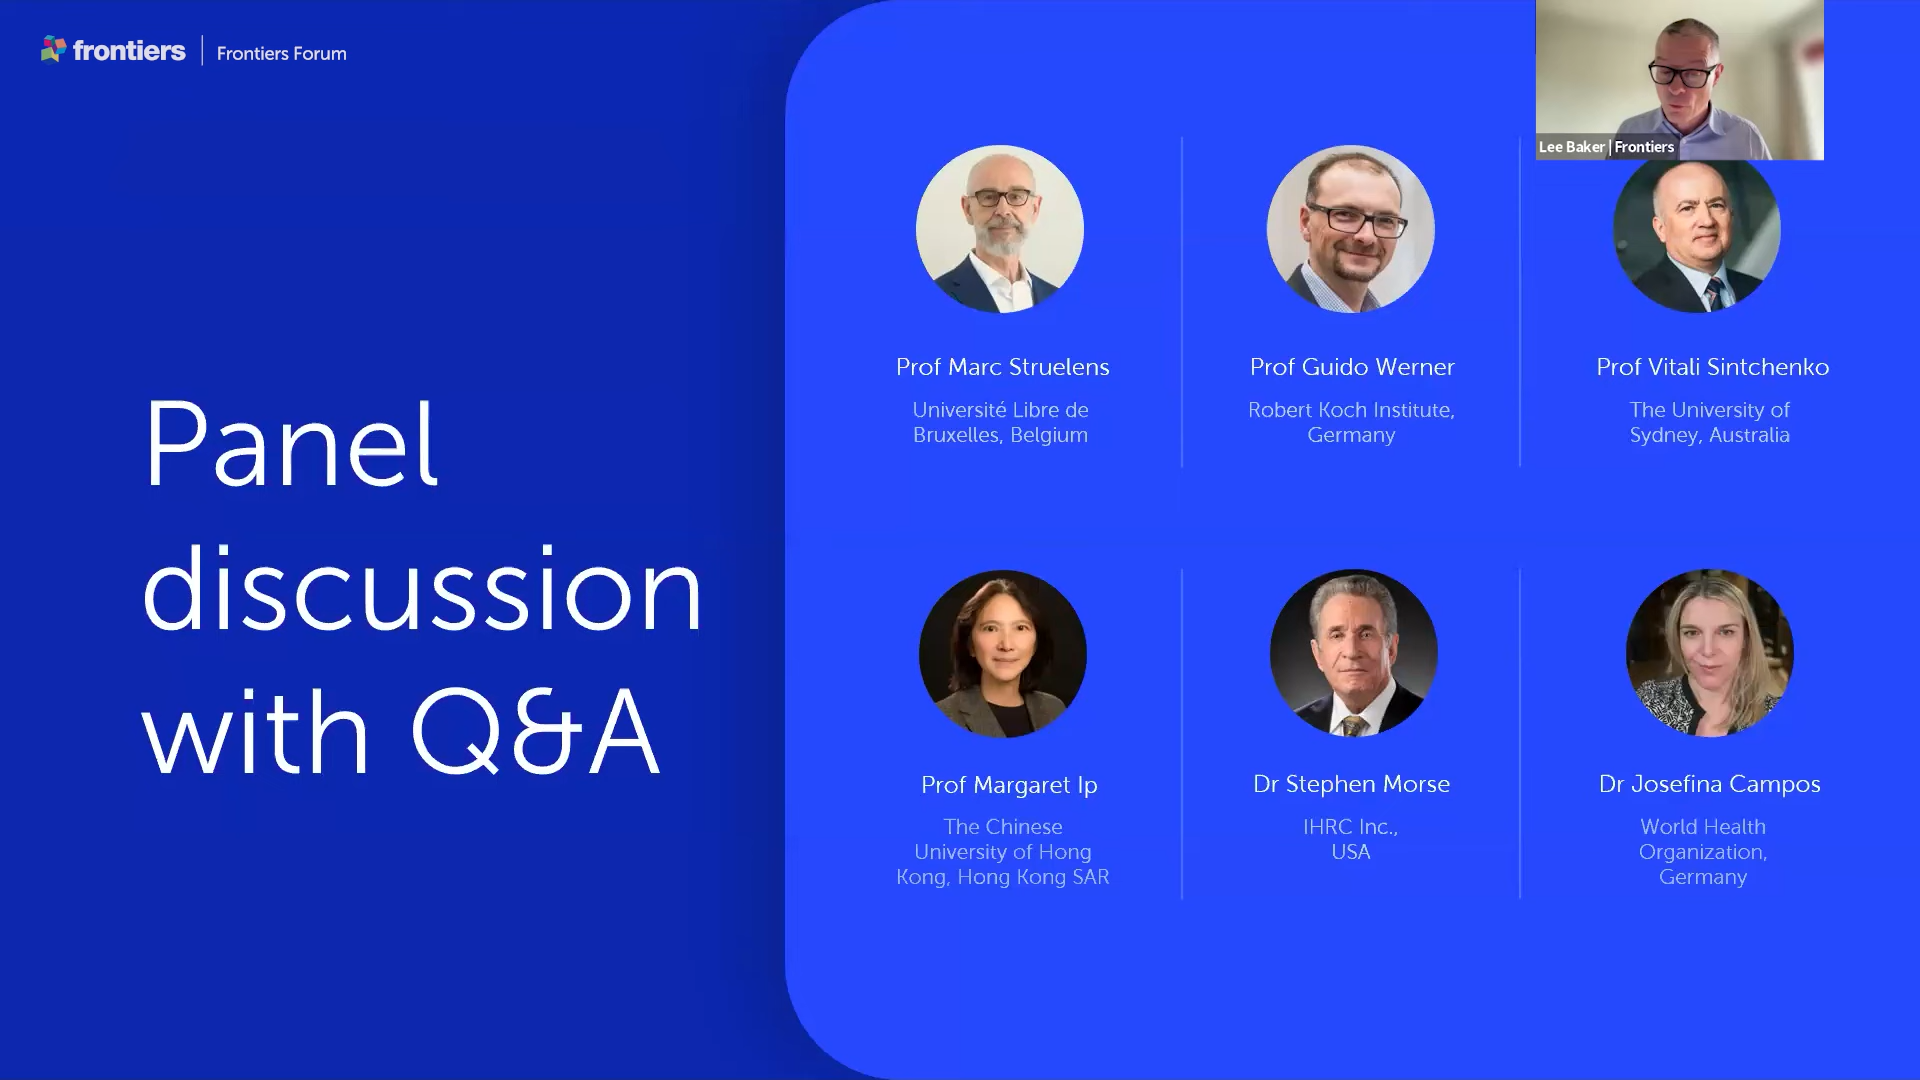 frontiers | Frontiers Forum
Lee Baker | Frontiers
Panel
discussion
with Q&A
Prof Marc Struelens
Université Libre de
Bruxelles, Belgium
Prof Guido Werner
Robert Koch Institute,
Germany
Prof Vitali Sintchenko
The University of
Sydney, Australia
Prof Margaret Ip
The Chinese
University of Hong
Kong, Hong Kong SAR
Dr Stephen Morse
IHRC Inc.,
USA
Dr Josefina Campos
World Health
Organization,
Germany